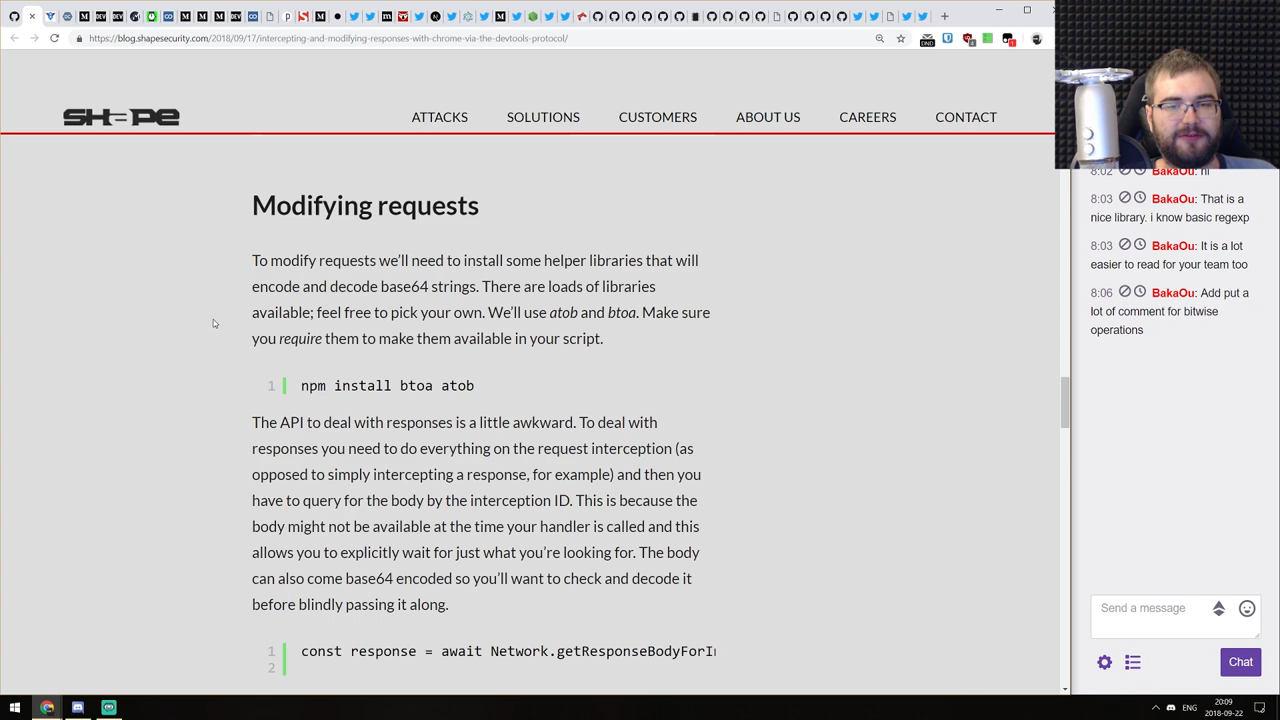 https://blog.shapesecurity.com/2018/09/17/intercepting-and-modifying-responses-with-chrome-via-the-devtools-protocol/
SHAPE
ATTACKS
SOLUTIONS
CUSTOMERS
ABOUT US
CAREERS
CONTACT
Modifying requests
To modify requests we’ll need to install some helper libraries that will
encode and decode base64 strings. There are loads of libraries
available; feel free to pick your own. We’ll use atob and btoa. Make sure
you require them to make them available in your script.
1 npm install btoa atob
The API to deal with responses is a little awkward. To deal with
responses you need to do everything on the request interception (as
opposed to simply intercepting a response, for example) and then you
have to query for the body by the interception ID. This is because the
body might not be available at the time your handler is called and this
allows you to explicitly wait for just what you’re looking for. The body
can also come base64 encoded so you’ll want to check and decode it
before blindly passing it along.
1 const response = await Network.getResponseBodyForI
2
8:02 BakaOu: hi
8:03 BakaOu: That is a
nice library. i know basic regexp
8:03 BakaOu: It is a lot
easier to read for your team too
8:06 BakaOu: Add put a
lot of comment for bitwise
operations
Send a message
Chat
ENG
20:09
2018-09-22